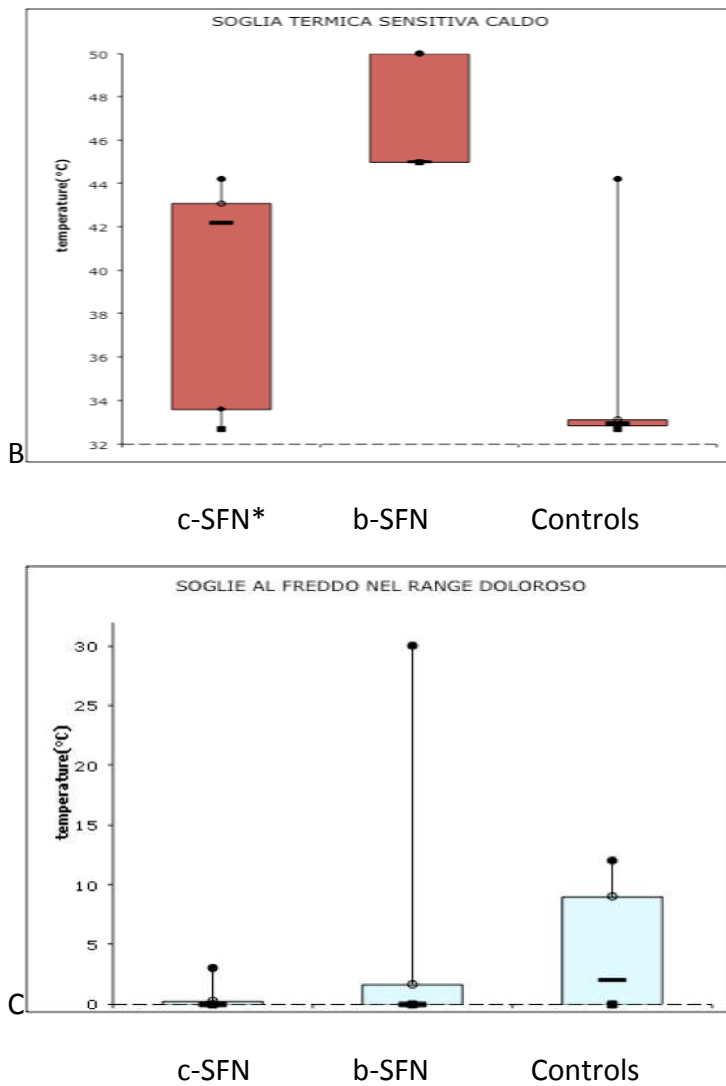 SOGLIA TERMICA SENSITIVA CALDO
temperature(°C)
50
48
46
44
42
40
38
36
34
32
B
c-SFN* b-SFN Controls
SOGLIE AL FREDDO NEL RANGE DOLOROSO
temperature(°C)
30
25
20
15
10
5
0
C
c-SFN b-SFN Controls